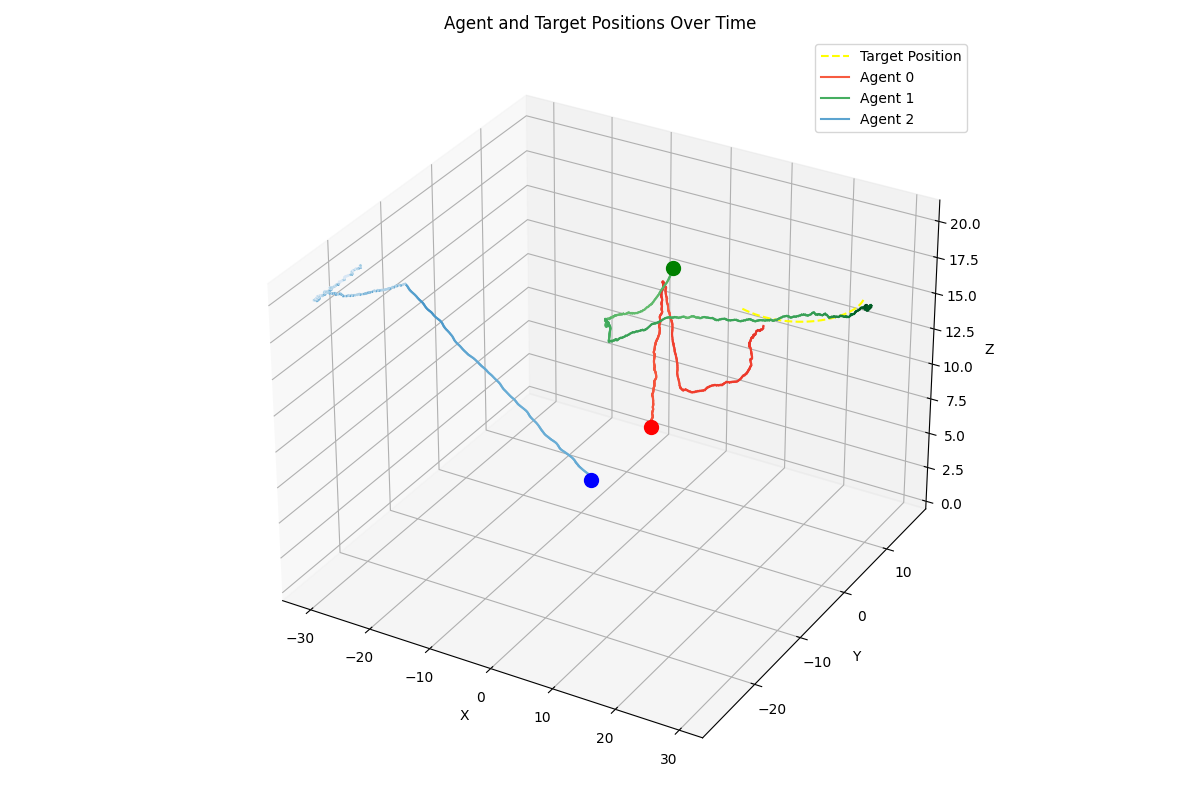 Agent and Target Positions Over Time
Target Position
Agent 0
Agent 1
Agent 2
20.0
17.5
15.0
12.5
10.0
7.5
5.0
2.5
0.0
Z
10
0
−10
−20
Y
−30
−20
−10
0
10
20
30
X